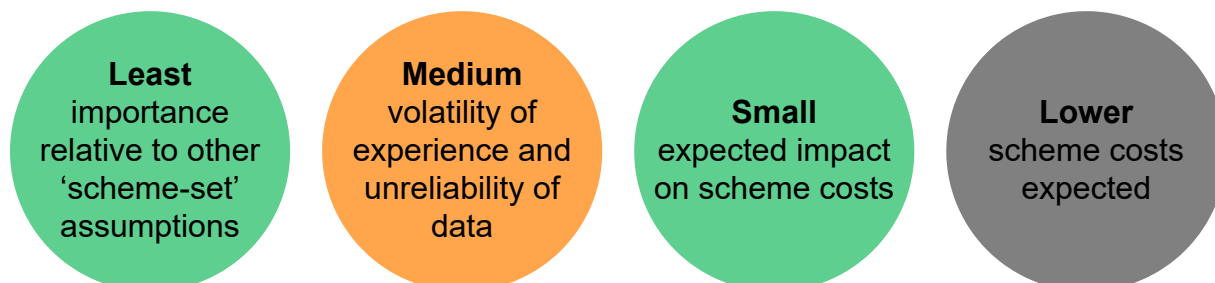 Least
importance
relative to other
‘scheme-set’
assumptions
Medium
volatility of
experience and
unreliability of
data
Small
expected impact
on scheme costs
Lower
scheme costs
expected